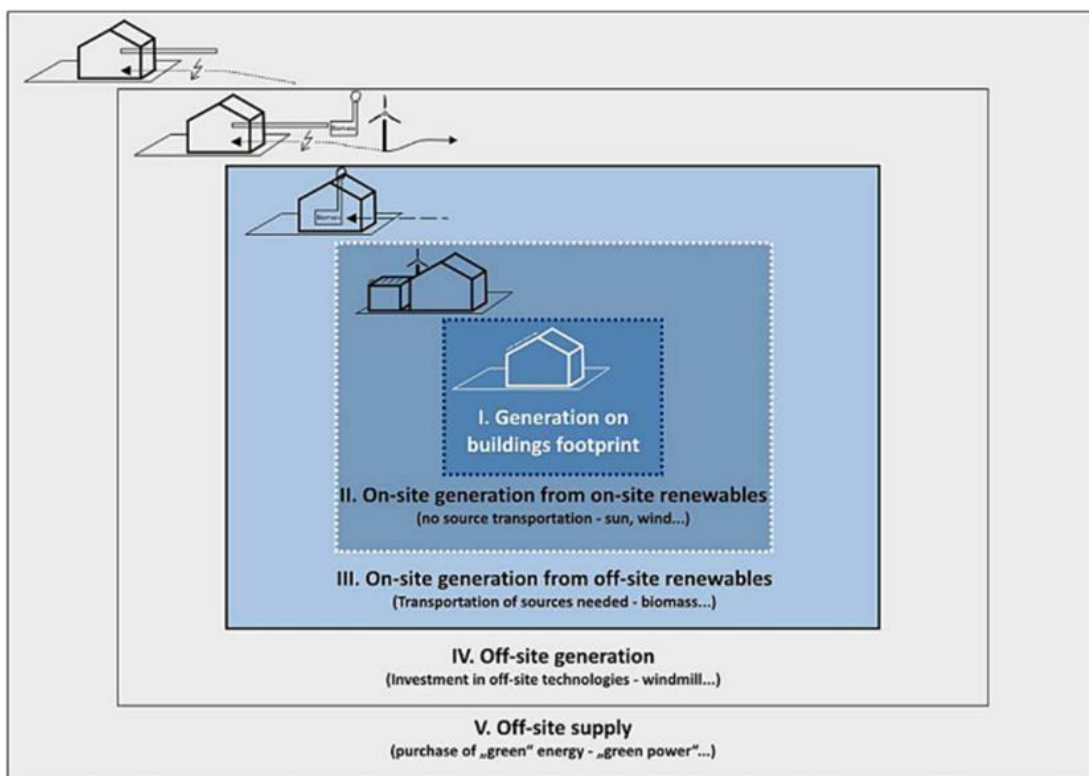 Biomass
Biomass
I. Generation on
buildings footprint
II. On-site generation from on-site renewables
(no source transportation - sun, wind...)
III. On-site generation from off-site renewables
(Transportation of sources needed - biomass...)
IV. Off-site generation
(Investment in off-site technologies - windmill...)
V. Off-site supply
(purchase of „green“ energy - „green power“...)